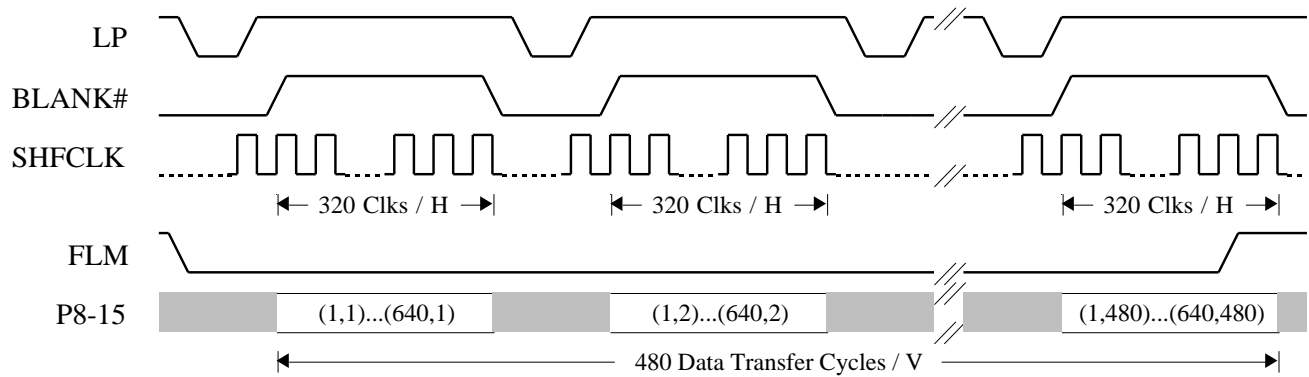 LP
BLANK#
SHFCLK
320 Clks / H 320 Clks / H 320 Clks / H
FLM
P8-15 (1,1)...(640,1) (1,2)...(640,2) (1,480)...(640,480)
480 Data Transfer Cycles / V